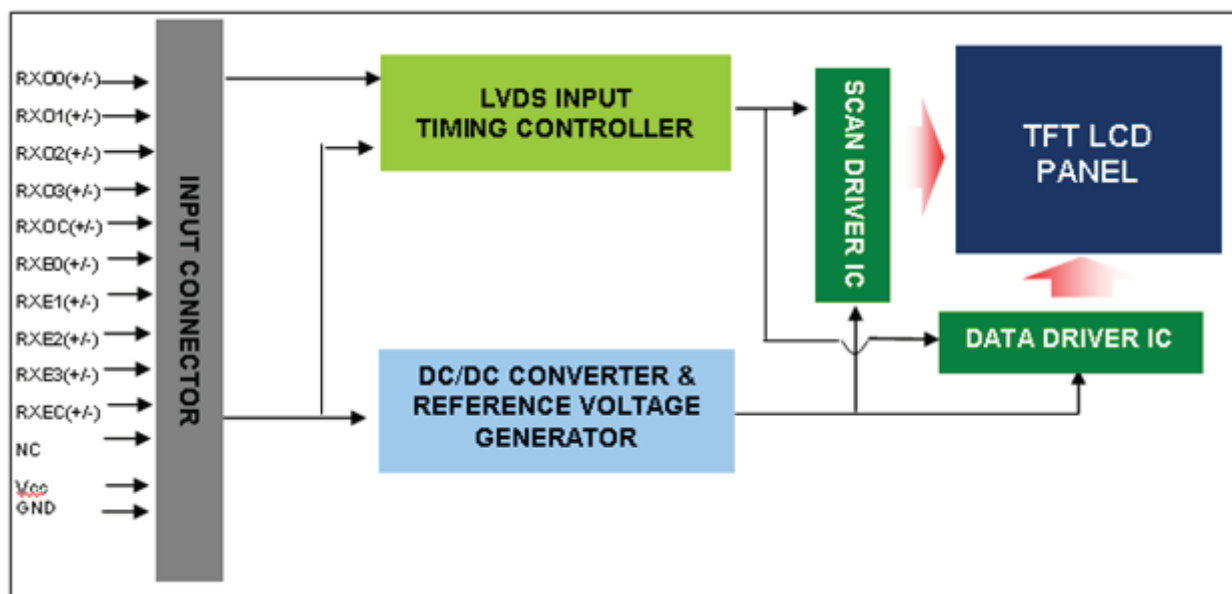 RXO0(+/-)
RXO1(+/-)
RXO2(+/-)
RXO3(+/-)
RXOC(+/-)
RXE0(+/-)
RXE1(+/-)
RXE2(+/-)
RXE3(+/-)
RXEC(+/-)
NC
Vcc
GND
INPUT CONNECTOR
LVDS INPUT
TIMING CONTROLLER
DC/DC CONVERTER &
REFERENCE VOLTAGE
GENERATOR
SCAN DRIVER IC
TFT LCD
PANEL
DATA DRIVER IC